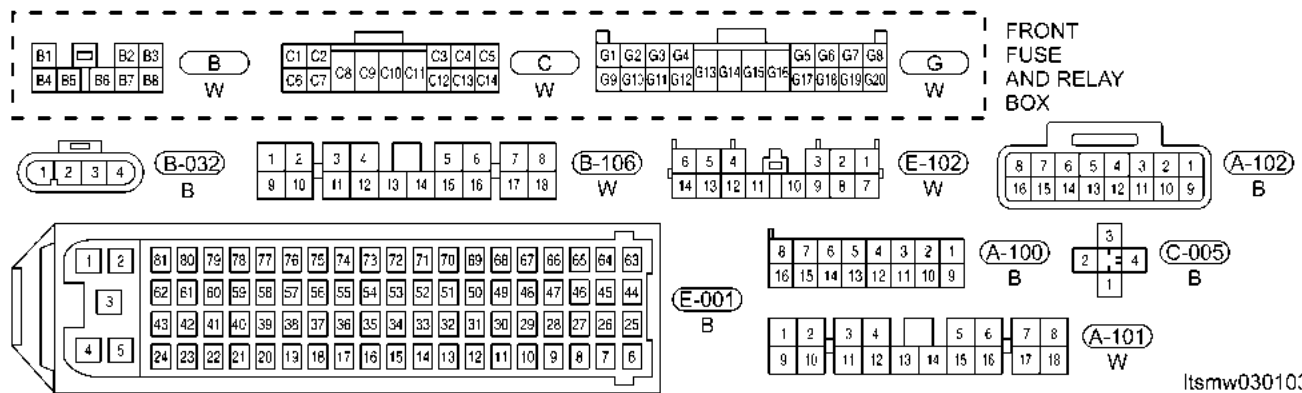 B1 B2 B3
B4 B5 B6 B7 B8
B
W
C1 C2 C3 C4 C5
C6 C7 C8 C9 C10 C11 C12 C13 C14
C
W
G1 G2 G3 G4 G5 G6 G7 G8
G9 G10 G11 G12 G13 G14 G15 G16 G17 G18 G19 G20
G
W
FRONT
FUSE
AND RELAY
BOX
1 2 3 4
B-032
B
1 2 3 4 5 6 7 8
9 10 11 12 13 14 15 16 17 18
B-106
W
6 5 4 3 2 1
14 13 12 11 10 9 8 7
E-102
W
8 7 6 5 4 3 2 1
16 15 14 13 12 11 10 9
A-102
B
1 2
3
4 5
81 80 79 78 77 76 75 74 73 72 71 70 69 68 67 66 65 64 63
62 61 60 59 58 57 56 55 54 53 52 51 50 49 48 47 46 45 44
43 42 41 40 39 38 37 36 35 34 33 32 31 30 29 28 27 26 25
24 23 22 21 20 19 18 17 16 15 14 13 12 11 10 9 8 7 6
E-001
B
8 7 6 5 4 3 2 1
16 15 14 13 12 11 10 9
A-100
B
3
2 4
1
C-005
B
1 2 3 4 5 6 7 8
9 10 11 12 13 14 15 16 17 18
A-101
W
ltsmw030103